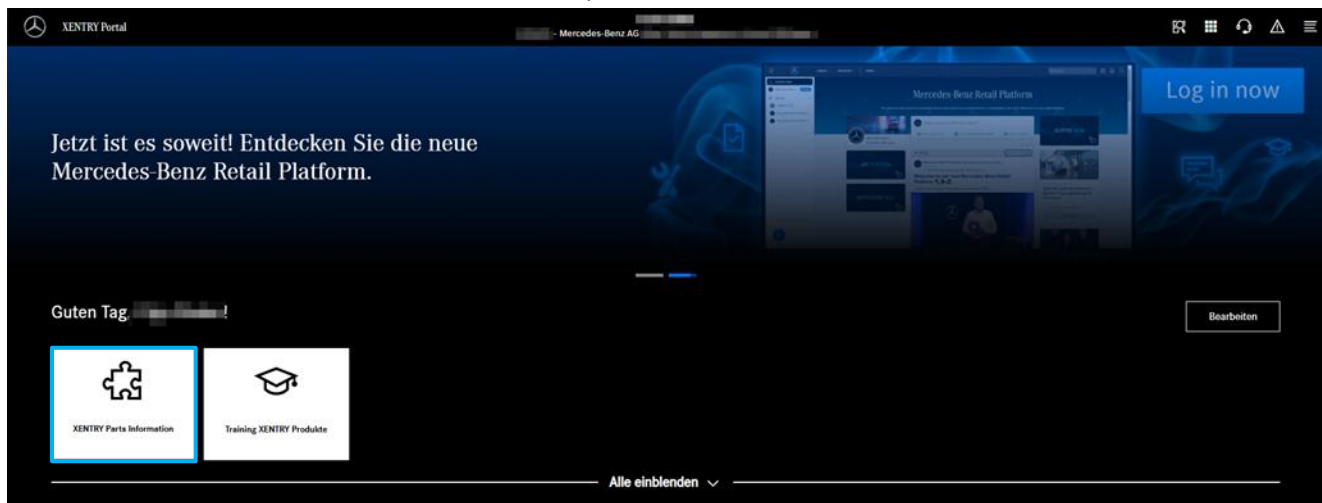 XENTRY Portal
- Mercedes-Benz AG
Log in now
Mercedes-Benz Retail Platform
Jetzt ist es soweit! Entdecken Sie die neue
Mercedes-Benz Retail Platform.
Guten Tag, !
Bearbeiten
XENTRY Parts Information
Training XENTRY Produkte
Alle einblenden